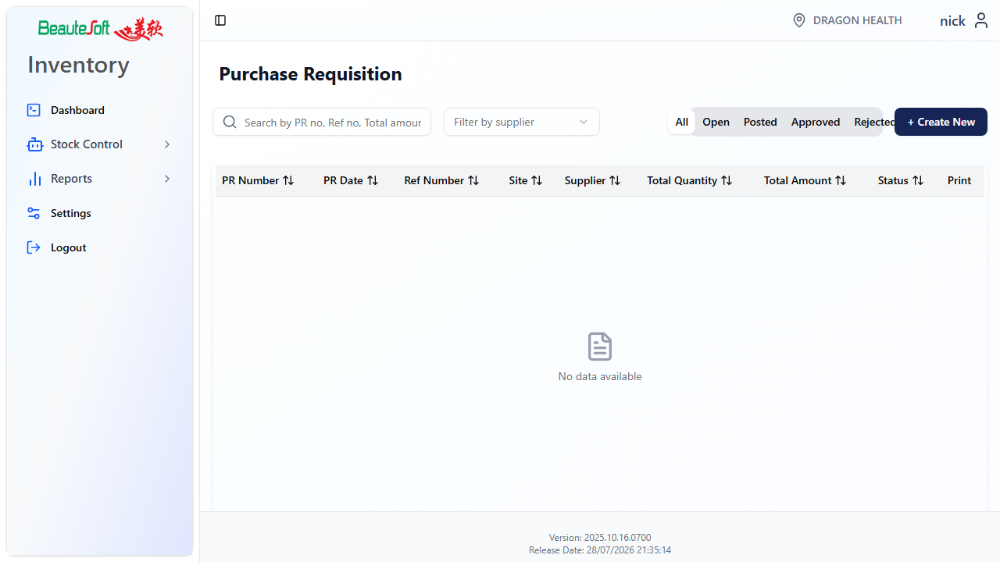 BeauteSoft 美软
Inventory
Dashboard
Stock Control
Reports
Settings
Logout
DRAGON HEALTH
nick
Purchase Requisition
Search by PR no, Ref no, Total amour
Filter by supplier
All Open Posted Approved Rejected
+ Create New
PR Number PR Date Ref Number Site Supplier Total Quantity Total Amount Status Print
No data available
Version: 2025.10.16.0700
Release Date: 28/07/2026 21:35:14